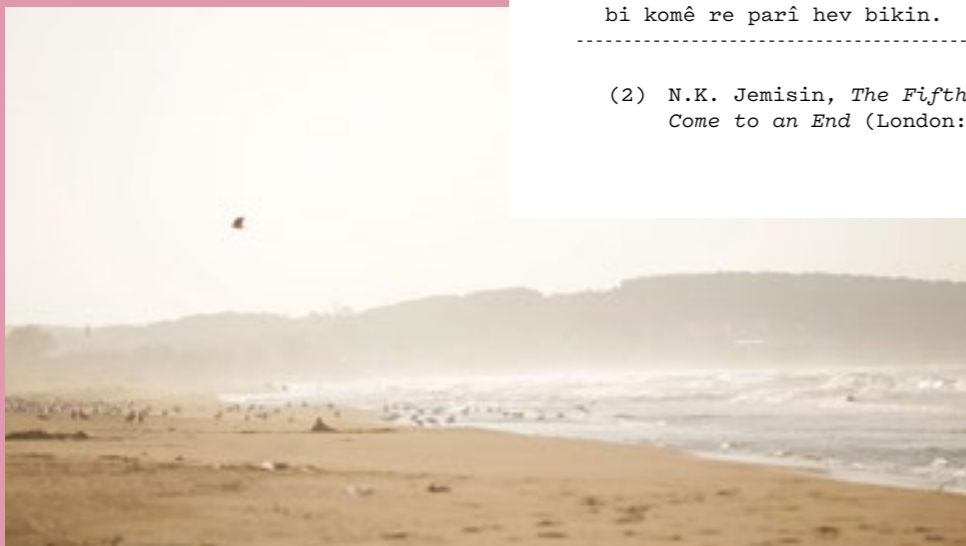 bi komê re parî hev bikin.
(2) N.K. Jemisin, The Fifth
Come to an End (London: